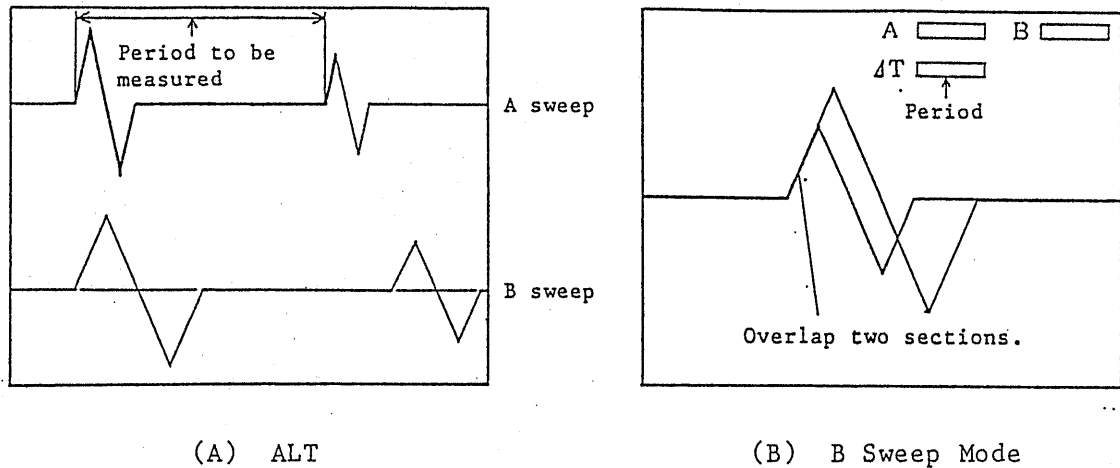 Period to be
measured
A sweep
B sweep
(A) ALT
A B
ΔT
Period
Overlap two sections.
(B) B Sweep Mode